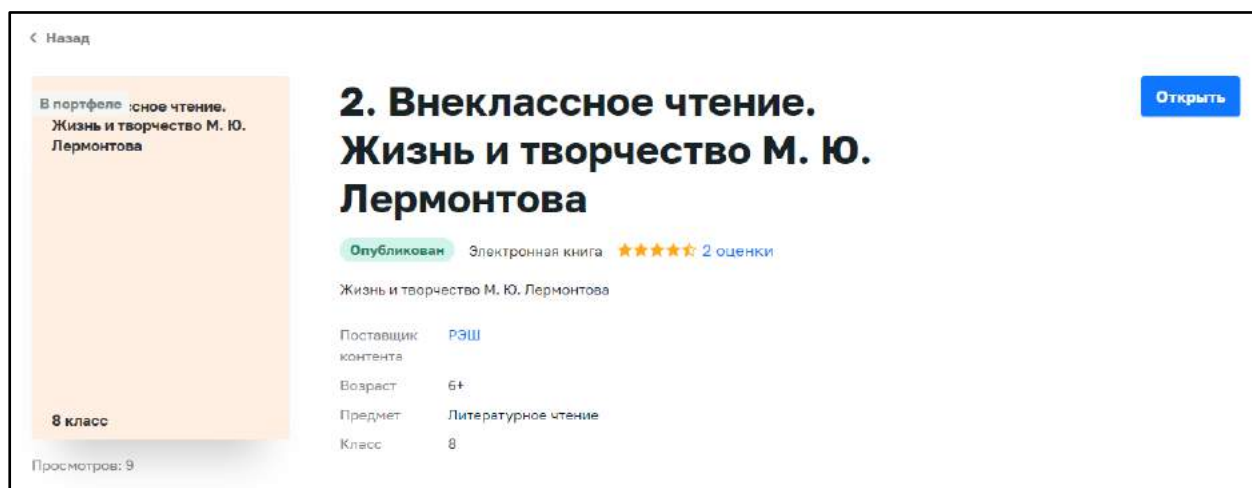 Назад
В портфеле сное чтение.
Жизнь и творчество М. Ю.
Лермонтова
8 класс
Просмотров: 9
2. Внеклассное чтение.
Жизнь и творчество М. Ю.
Лермонтова
Опубликован Электронная книга 2 оценки
Жизнь и творчество М. Ю. Лермонтова
Поставщик контента РЭШ
Возраст 6+
Предмет Литературное чтение
Класс 8
Открыть